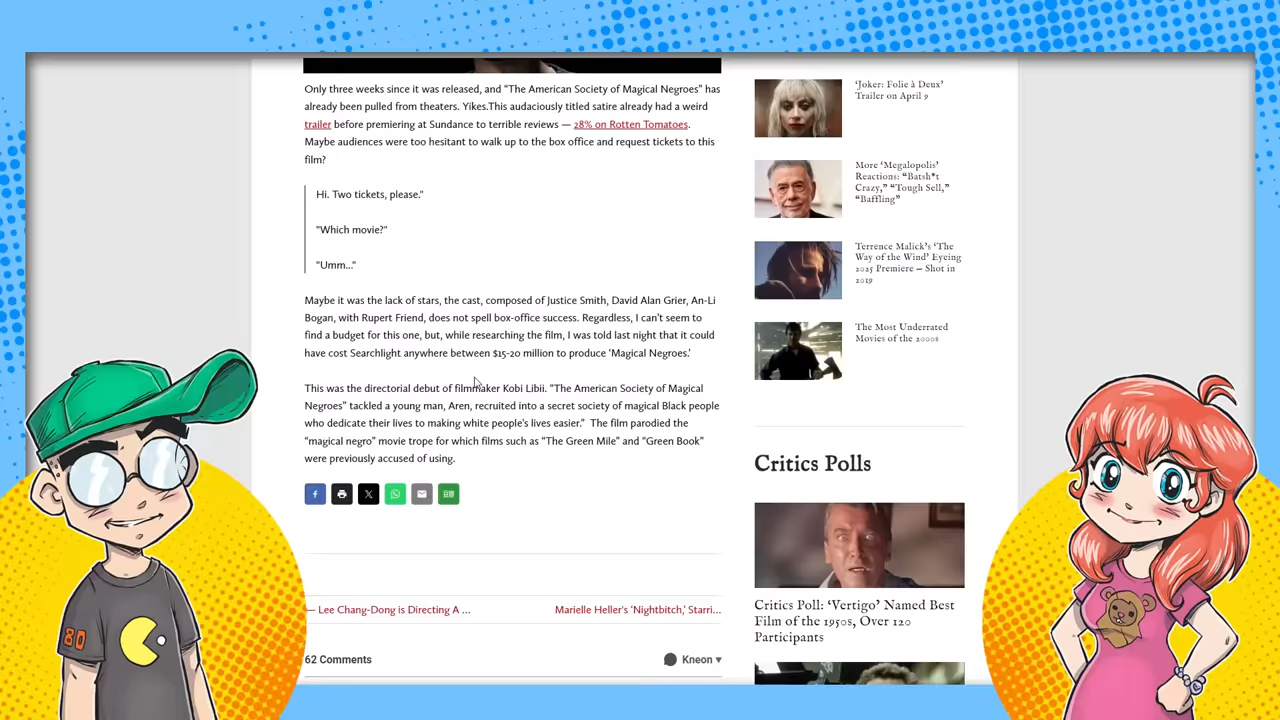 Only three weeks since it was released, and “The American Society of Magical Negroes” has
already been pulled from theaters. Yikes.This audaciously titled satire already had a weird
trailer before premiering at Sundance to terrible reviews — 28% on Rotten Tomatoes.
Maybe audiences were too hesitant to walk up to the box office and request tickets to this
film?
Hi. Two tickets, please."
"Which movie?"
"Umm..."
Maybe it was the lack of stars, the cast, composed of Justice Smith, David Alan Grier, An-Li
Bogan, with Rupert Friend, does not spell box-office success. Regardless, I can’t seem to
find a budget for this one, but, while researching the film, I was told last night that it could
have cost Searchlight anywhere between $15-20 million to produce ‘Magical Negroes.’
This was the directorial debut of filmmaker Kobi Libii. "The American Society of Magical
Negroes” tackled a young man, Aren, recruited into a secret society of magical Black people
who dedicate their lives to making white people's lives easier.” The film parodied the
“magical negro” movie trope for which films such as “The Green Mile” and “Green Book”
were previously accused of using.
— Lee Chang-Dong is Directing A ...
Marielle Heller's 'Nightbitch,' Starri...
62 Comments
Kneon ▾
‘Joker: Folie à Deux’
Trailer on April 9
More ‘Megalopolis’
Reactions: “Batsh*t
Crazy,” “Tough Sell,”
“Baffling”
Terrence Malick’s ‘The
Way of the Wind’ Eyeing
2025 Premiere — Shot in
2019
The Most Underrated
Movies of the 2000s
Critics Polls
Critics Poll: ‘Vertigo’ Named Best
Film of the 1950s, Over 120
Participants
80